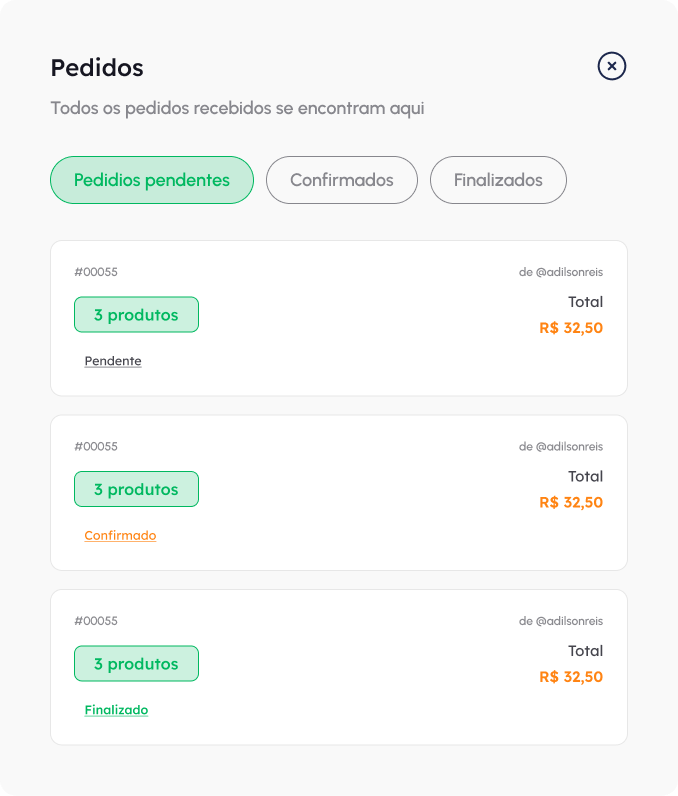 Pedidos
Todos os pedidos recebidos se encontram aqui
Pedidios pendentes
Confirmados
Finalizados
#00055
de @adilsonreis
3 produtos
Total
R$ 32,50
Pendente
#00055
de @adilsonreis
3 produtos
Total
R$ 32,50
Confirmado
#00055
de @adilsonreis
3 produtos
Total
R$ 32,50
Finalizado